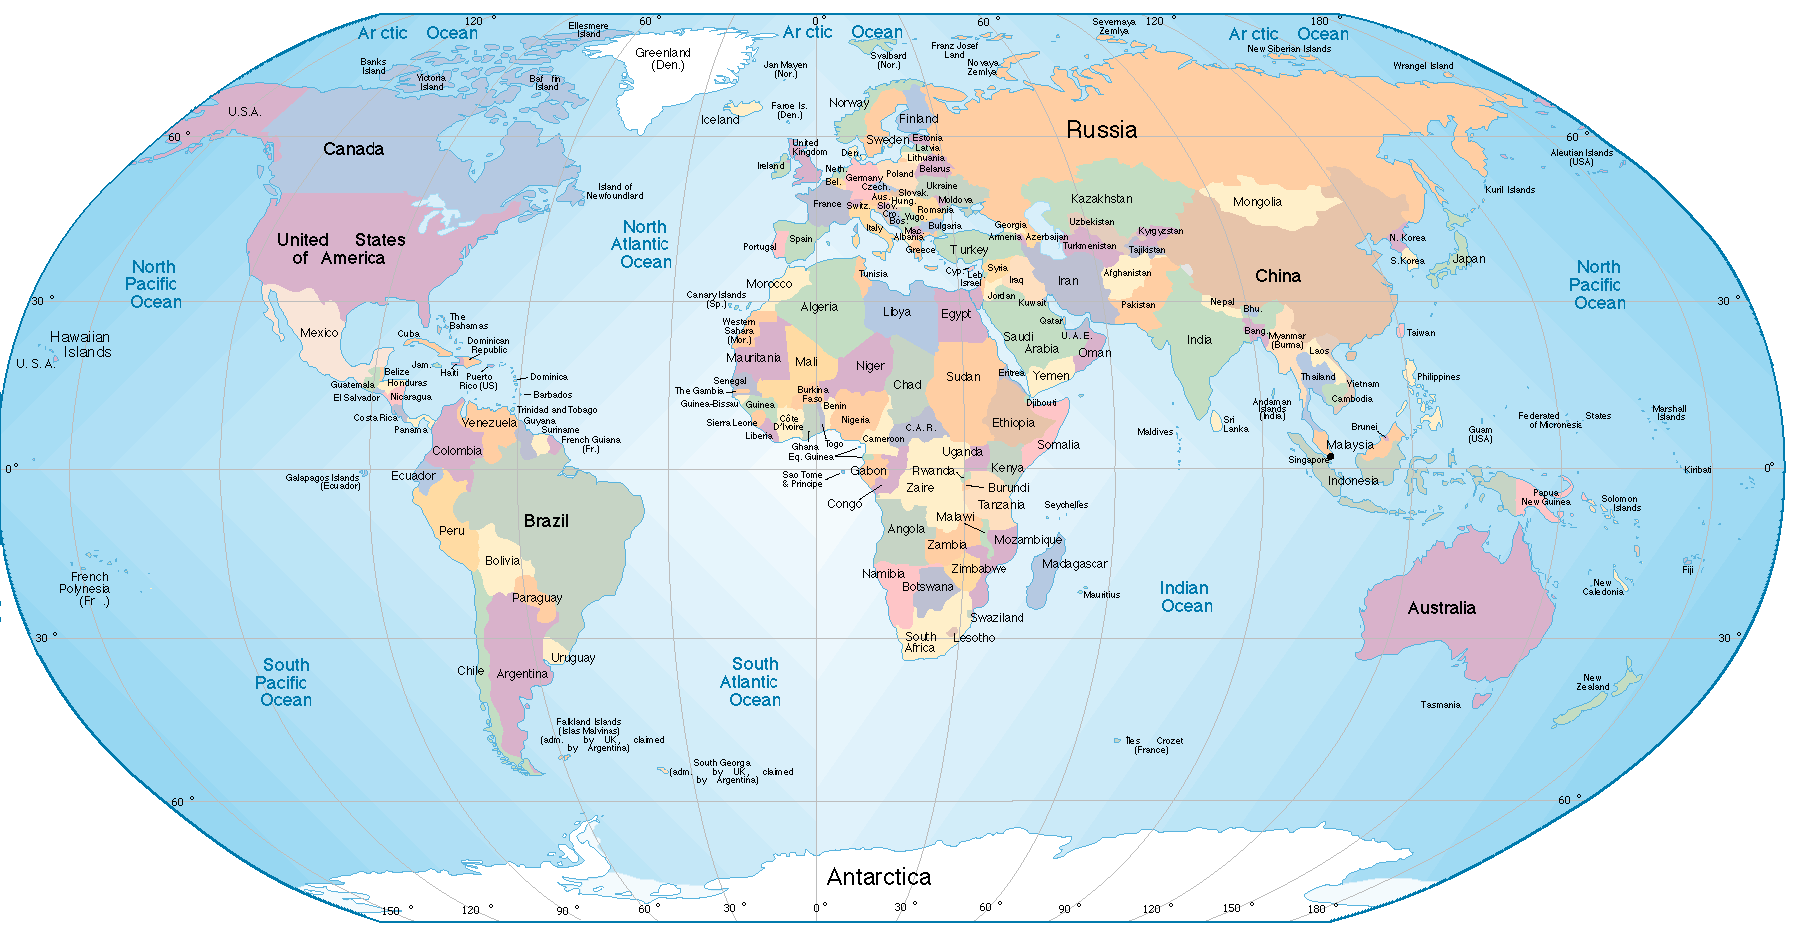 120 °
60 °
0 °
60 °
120 °
180 °
Arctic Ocean
Arctic Ocean
Arctic Ocean
Ellesmere
Island
Banks
Island
Victoria
Island
Baffin
Island
Greenland
(Den.)
Jan Mayen
(Nor.)
Svalbard
(Nor.)
Franz Josef
Land
Novaya
Zemlya
Severnaya
Zemlya
New Siberian Islands
Wrangel Island
U.S.A.
60 °
Canada
Iceland
Faroe Is.
(Den.)
Norway
Sweden
Finland
Estonia
Latvia
Lithuania
Belarus
Russia
60 °
Aleutian Islands
(USA)
Kuril Islands
United
Kingdom
Ireland
Den.
Neth.
Bel.
Germany
Poland
Czech.
Slovak.
Ukraine
Moldova
France
Switz.
Aus.
Hung.
Slov.
Cro.
Bos.
Yugo.
Romania
Mac.
Bulgaria
Italy
Albania
Greece
Portugal
Spain
Island of
Newfoundland
United States
of America
North
Atlantic
Ocean
North
Pacific
Ocean
30 °
Hawaiian
Islands
U.S.A.
Mexico
Cuba
The
Bahamas
Dominican
Republic
Jam.
Haiti
Puerto
Rico (US)
Dominica
Barbados
Belize
Guatemala
Honduras
El Salvador
Nicaragua
Costa Rica
Panama
Trinidad and Tobago
Guyana
Suriname
French Guiana
(Fr.)
Venezuela
Colombia
0 °
Galapagos Islands
(Ecuador)
Ecuador
Peru
Brazil
Bolivia
Paraguay
Uruguay
Chile
Argentina
French
Polynesia
(Fr.)
30 °
South
Pacific
Ocean
Falkland Islands
(Islas Malvinas)
(adm. by UK, claimed
by Argentina)
South Georga
(adm. by UK, claimed
by Argentina)
South
Atlantic
Ocean
60 °
Kazakhstan
Mongolia
Uzbekistan
Kyrgyzstan
Georgia
Armenia
Azerbaijan
Turkmenistan
Tajikistan
Turkey
Cyp.
Leb.
Israel
Syria
Iraq
Iran
Afghanistan
Jordan
Kuwait
Pakistan
Saudi
Arabia
Qatar
U.A.E.
Oman
Yemen
China
N. Korea
S. Korea
Japan
Nepal
Bhu.
India
Bang.
Myanmar
(Burma)
Laos
Thailand
Vietnam
Cambodia
Taiwan
Philippines
North
Pacific
Ocean
30 °
Andaman
Islands
(India)
Sri
Lanka
Maldives
Brunei
Malaysia
Singapore
Indonesia
Guam
(USA)
Federated States
of Micronesia
Marshall
Islands
Kiribati
0°
Papua
New Guinea
Solomon
Islands
Fiji
New
Caledonia
Morocco
Tunisia
Canary Islands
(Sp.)
Algeria
Libya
Egypt
Western
Sahara
(Mor.)
Mauritania
Mali
Niger
Chad
Sudan
Eritrea
Djibouti
Ethiopia
Somalia
Senegal
The Gambia
Guinea-Bissau
Guinea
Sierra Leone
Liberia
Côte
D'Ivoire
Burkina
Faso
Benin
Ghana
Togo
Nigeria
Cameroon
C.A.R.
Eq. Guinea
Sao Tome
& Principe
Gabon
Congo
Zaire
Uganda
Kenya
Rwanda
Burundi
Tanzania
Seychelles
Angola
Malawi
Zambia
Mozambique
Zimbabwe
Madagascar
Mauritius
Namibia
Botswana
Swaziland
Lesotho
South
Africa
Indian
Ocean
Australia
30 °
Tasmania
New
Zealand
Îles Crozet
(France)
60 °
Antarctica
150 °
120 °
90 °
60 °
30 °
0 °
30 °
60 °
90 °
120 °
150 °
180 °